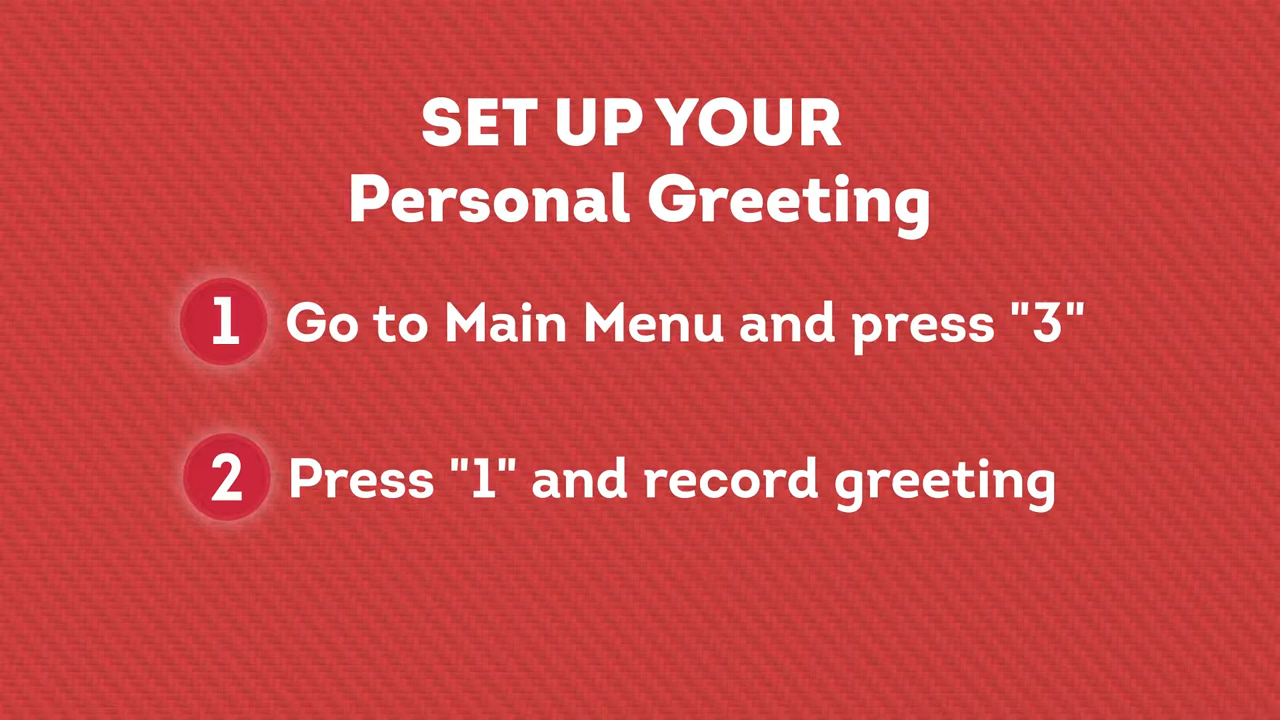 SET UP YOUR
Personal Greeting
1 Go to Main Menu and press "3"
2 Press "1" and record greeting